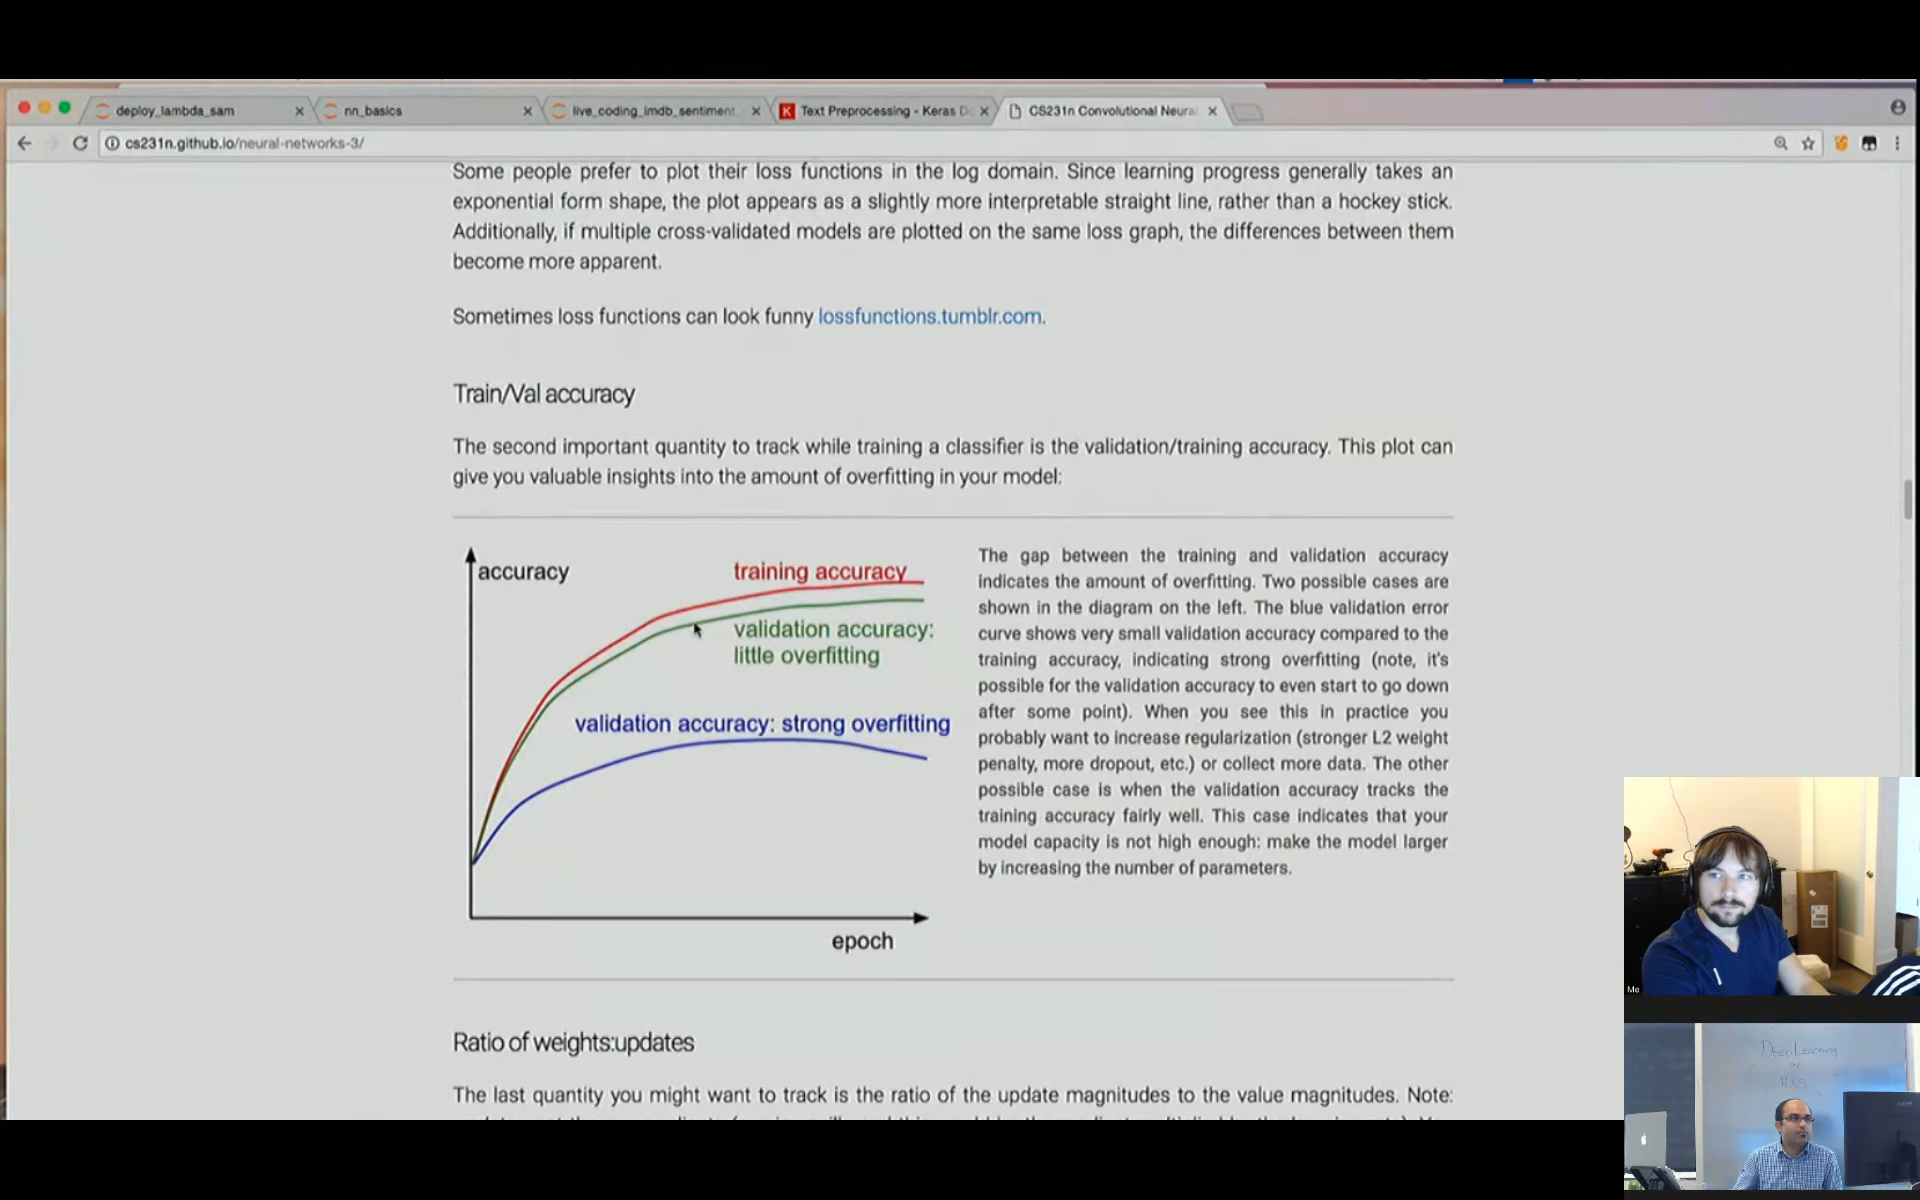 deploy_lambda_sam
nn_basics
live_coding_imdb_sentiment
Text Preprocessing - Keras Do
CS231n Convolutional Neural
cs231n.github.io/neural-networks-3/
Some people prefer to plot their loss functions in the log domain. Since learning progress generally takes an
exponential form shape, the plot appears as a slightly more interpretable straight line, rather than a hockey stick.
Additionally, if multiple cross-validated models are plotted on the same loss graph, the differences between them
become more apparent.
Sometimes loss functions can look funny lossfunctions.tumblr.com.
Train/Val accuracy
The second important quantity to track while training a classifier is the validation/training accuracy. This plot can
give you valuable insights into the amount of overfitting in your model:
accuracy
training accuracy
validation accuracy:
little overfitting
validation accuracy: strong overfitting
epoch
The gap between the training and validation accuracy
indicates the amount of overfitting. Two possible cases are
shown in the diagram on the left. The blue validation error
curve shows very small validation accuracy compared to the
training accuracy, indicating strong overfitting (note, it's
possible for the validation accuracy to even start to go down
after some point). When you see this in practice you
probably want to increase regularization (stronger L2 weight
penalty, more dropout, etc.) or collect more data. The other
possible case is when the validation accuracy tracks the
training accuracy fairly well. This case indicates that your
model capacity is not high enough: make the model larger
by increasing the number of parameters.
Ratio of weights:updates
The last quantity you might want to track is the ratio of the update magnitudes to the value magnitudes. Note:
Me
Deep Learning
on
AWS